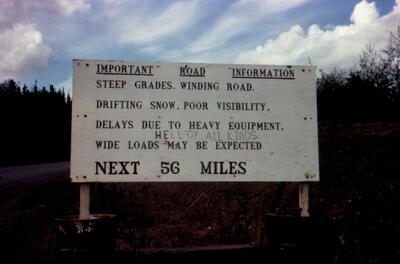 IMPORTANT ROAD INFORMATION
STEEP GRADES. WINDING ROAD.
DRIFTING SNOW. POOR VISIBILITY.
DELAYS DUE TO HEAVY EQUIPMENT.
HELL OF ALL KINDS
WIDE LOADS MAY BE EXPECTED
NEXT 56 MILES